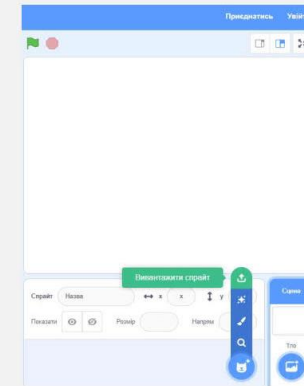 Приєднатись Увій
Вивантажити спрайт
Спрайт Назва x x y
Показати Розмір Напрям
Сцена
Тло